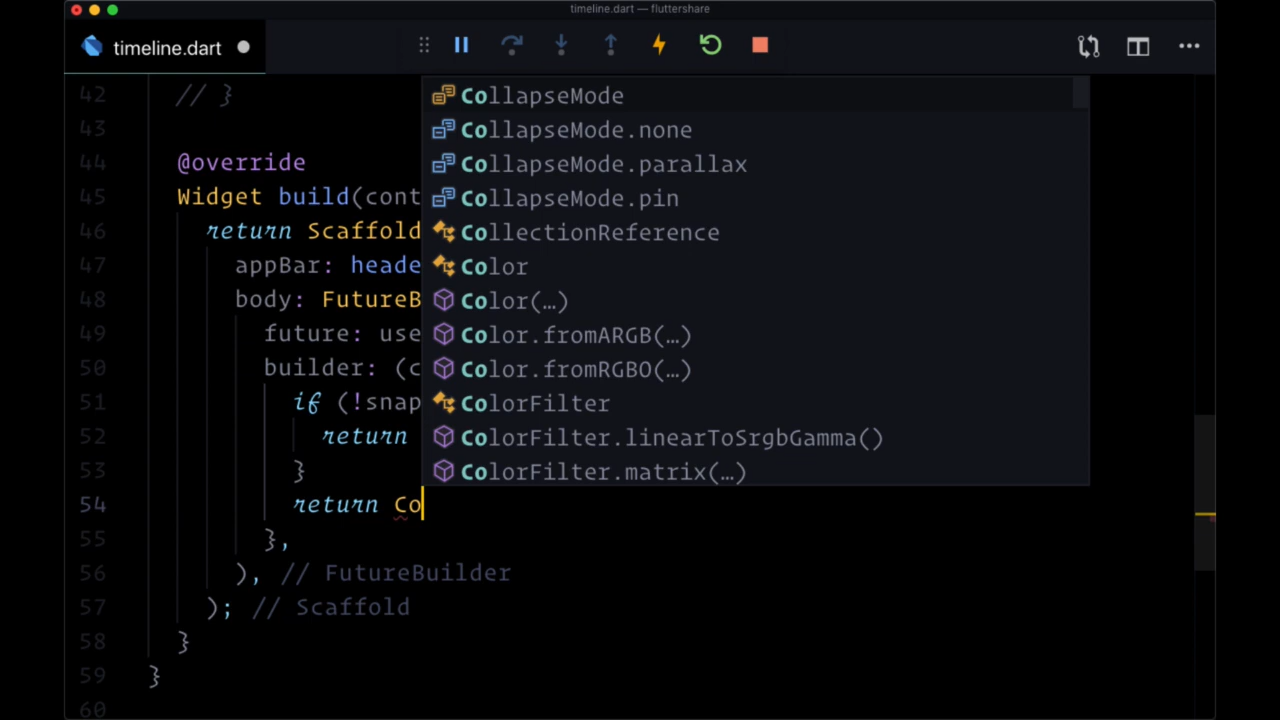 timeline.dart — fluttershare
timeline.dart
42 // }
43
44 @override
45 Widget build(cont
46 return Scaffold
47 appBar: heade
48 body: FutureB
49 future: use
50 builder: (c
51 if (!snap
52 return
53 }
54 return Co
55 },
56 ), // FutureBuilder
57 ); // Scaffold
58 }
59 }
60
CollapseMode
CollapseMode.none
CollapseMode.parallax
CollapseMode.pin
CollectionReference
Color
Color(…)
Color.fromARGB(…)
Color.fromRGBO(…)
ColorFilter
ColorFilter.linearToSrgbGamma()
ColorFilter.matrix(…)